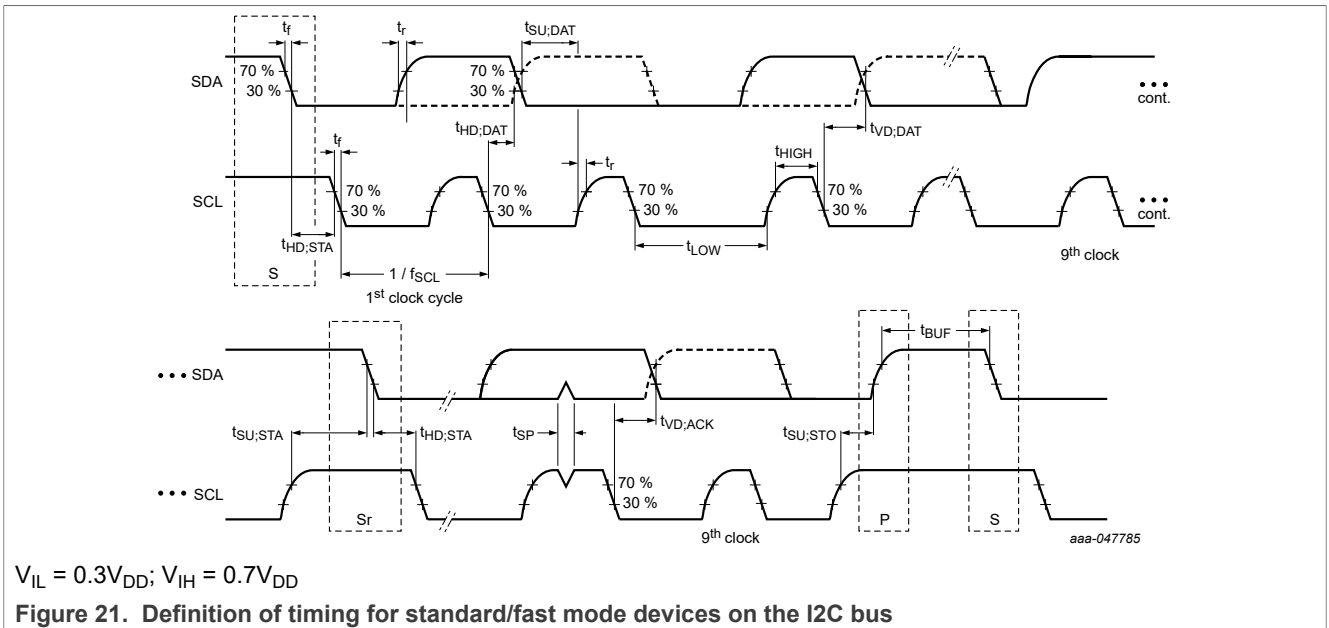 tf tr tSU;DAT
70 % 70 %
SDA 30 % 30 %
••• cont.
tHD;DAT tVD;DAT
tf tr tHIGH
70 % 70 % 70 % 70 %
SCL 30 % 30 % 30 % 30 %
••• cont.
tHD;STA tLOW 9th clock
S 1 / fSCL
1st clock cycle
tBUF
••• SDA
tSU;STA tHD;STA tSP tVD;ACK tSU;STO
70 %
••• SCL 30 %
Sr 9th clock P S
aaa-047785
VIL = 0.3VDD; VIH = 0.7VDD
Figure 21. Definition of timing for standard/fast mode devices on the I2C bus